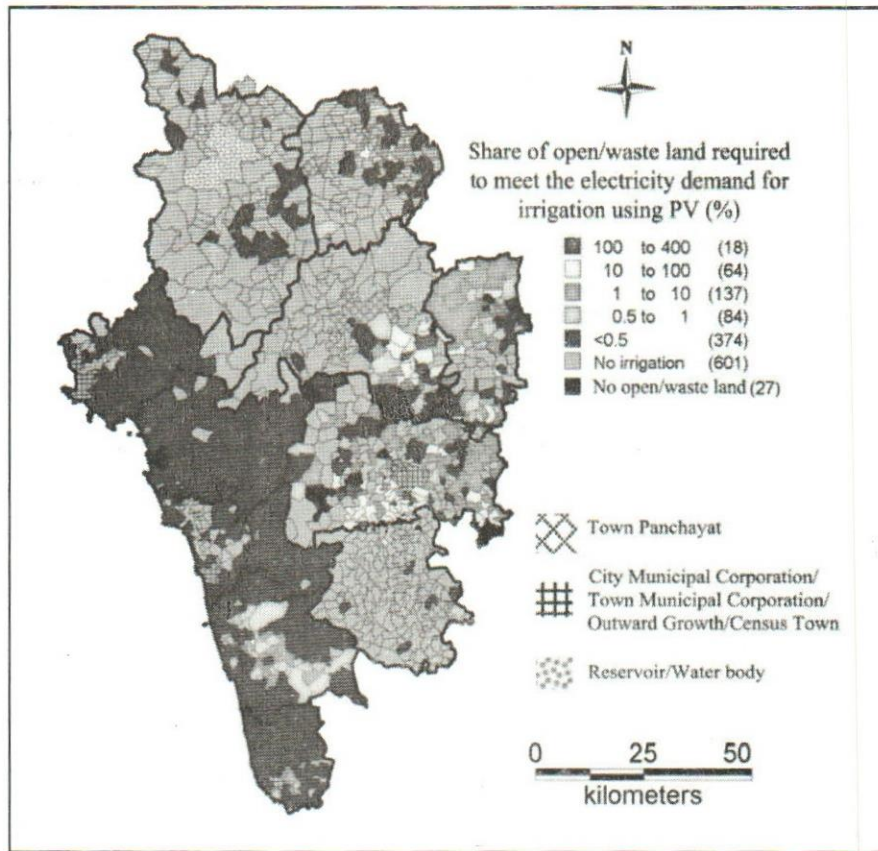 N
Share of open/waste land required
to meet the electricity demand for
irrigation using PV (%)
100 to 400 (18)
10 to 100 (64)
1 to 10 (137)
0.5 to 1 (84)
<0.5 (374)
No irrigation (601)
No open/waste land (27)
Town Panchayat
City Municipal Corporation/
Town Municipal Corporation/
Outward Growth/Census Town
Reservoir/Water body
0 25 50
kilometers